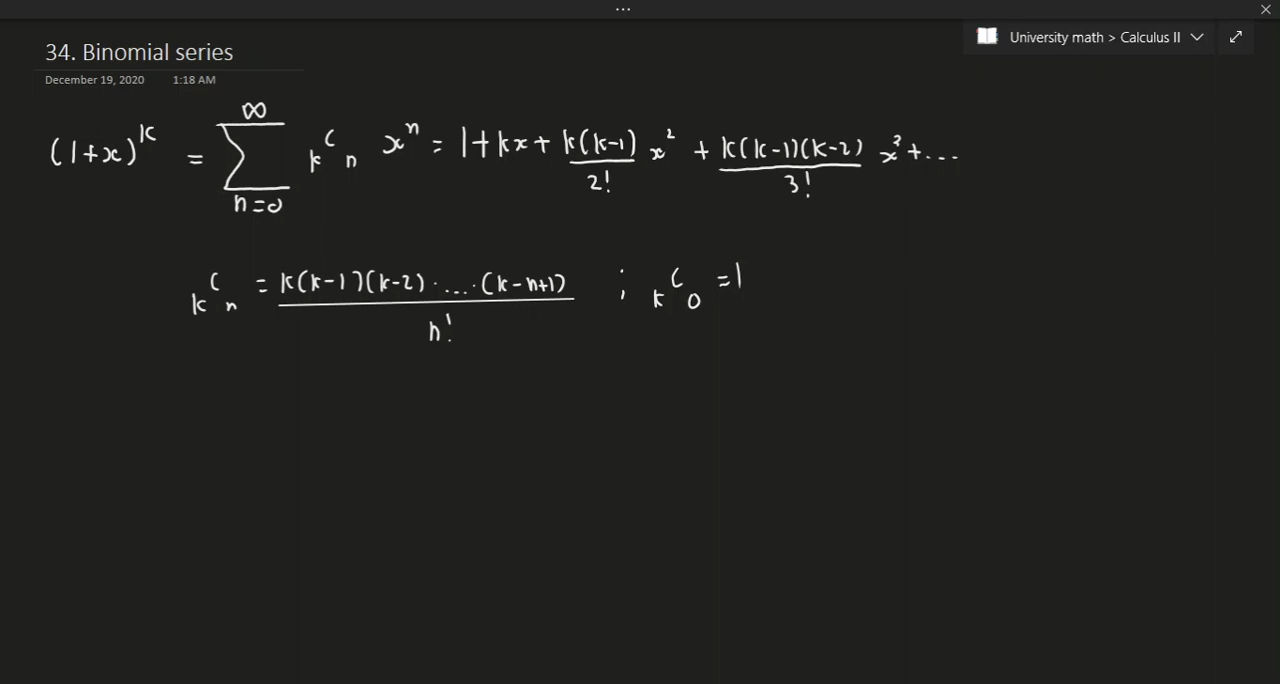 ...
University math > Calculus II
34. Binomial series
December 19, 2020 1:18 AM
(1+x)^k = ∑_{n=0}^{∞} ₖCₙ xⁿ = 1 + kx + k(k-1)/2! x² + k(k-1)(k-2)/3! x³ + ...
ₖCₙ = k(k-1)(k-2)·....·(k-n+1)/n! ; ₖC₀ = 1